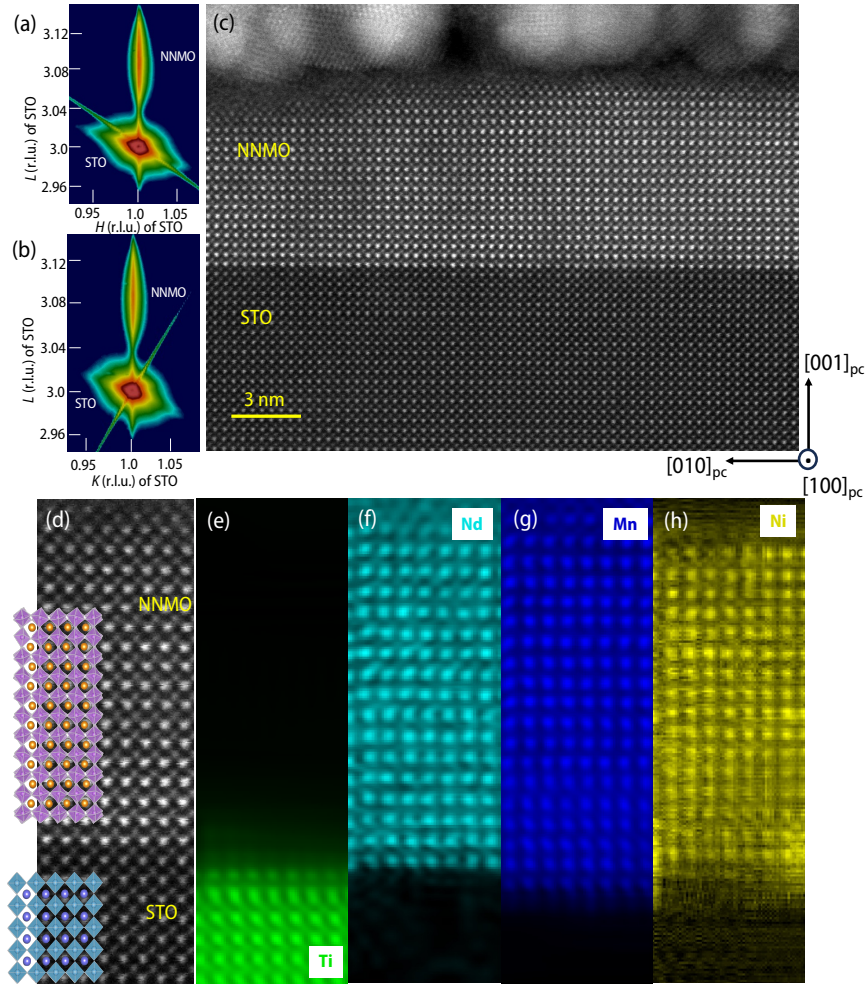 (a)
3.12
NNMO
3.08
3.04
3.0
STO
2.96
L (r.l.u.) of STO
0.95 1.0 1.05
H (r.l.u.) of STO
(b)
3.12
NNMO
3.08
3.04
3.0
STO
2.96
L (r.l.u.) of STO
0.95 1.0 1.05
K (r.l.u.) of STO
(c)
NNMO
STO
3 nm
[001]pc
[010]pc
[100]pc
(d)
NNMO
STO
(e)
Ti
(f)
Nd
(g)
Mn
(h)
Ni